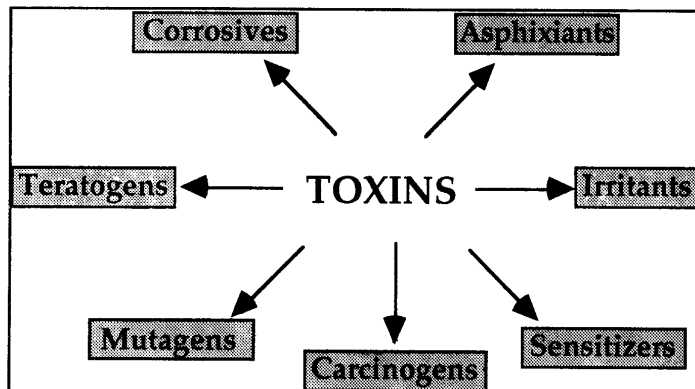 Corrosives
Asphixiants
Teratogens
TOXINS
Irritants
Mutagens
Carcinogens
Sensitizers